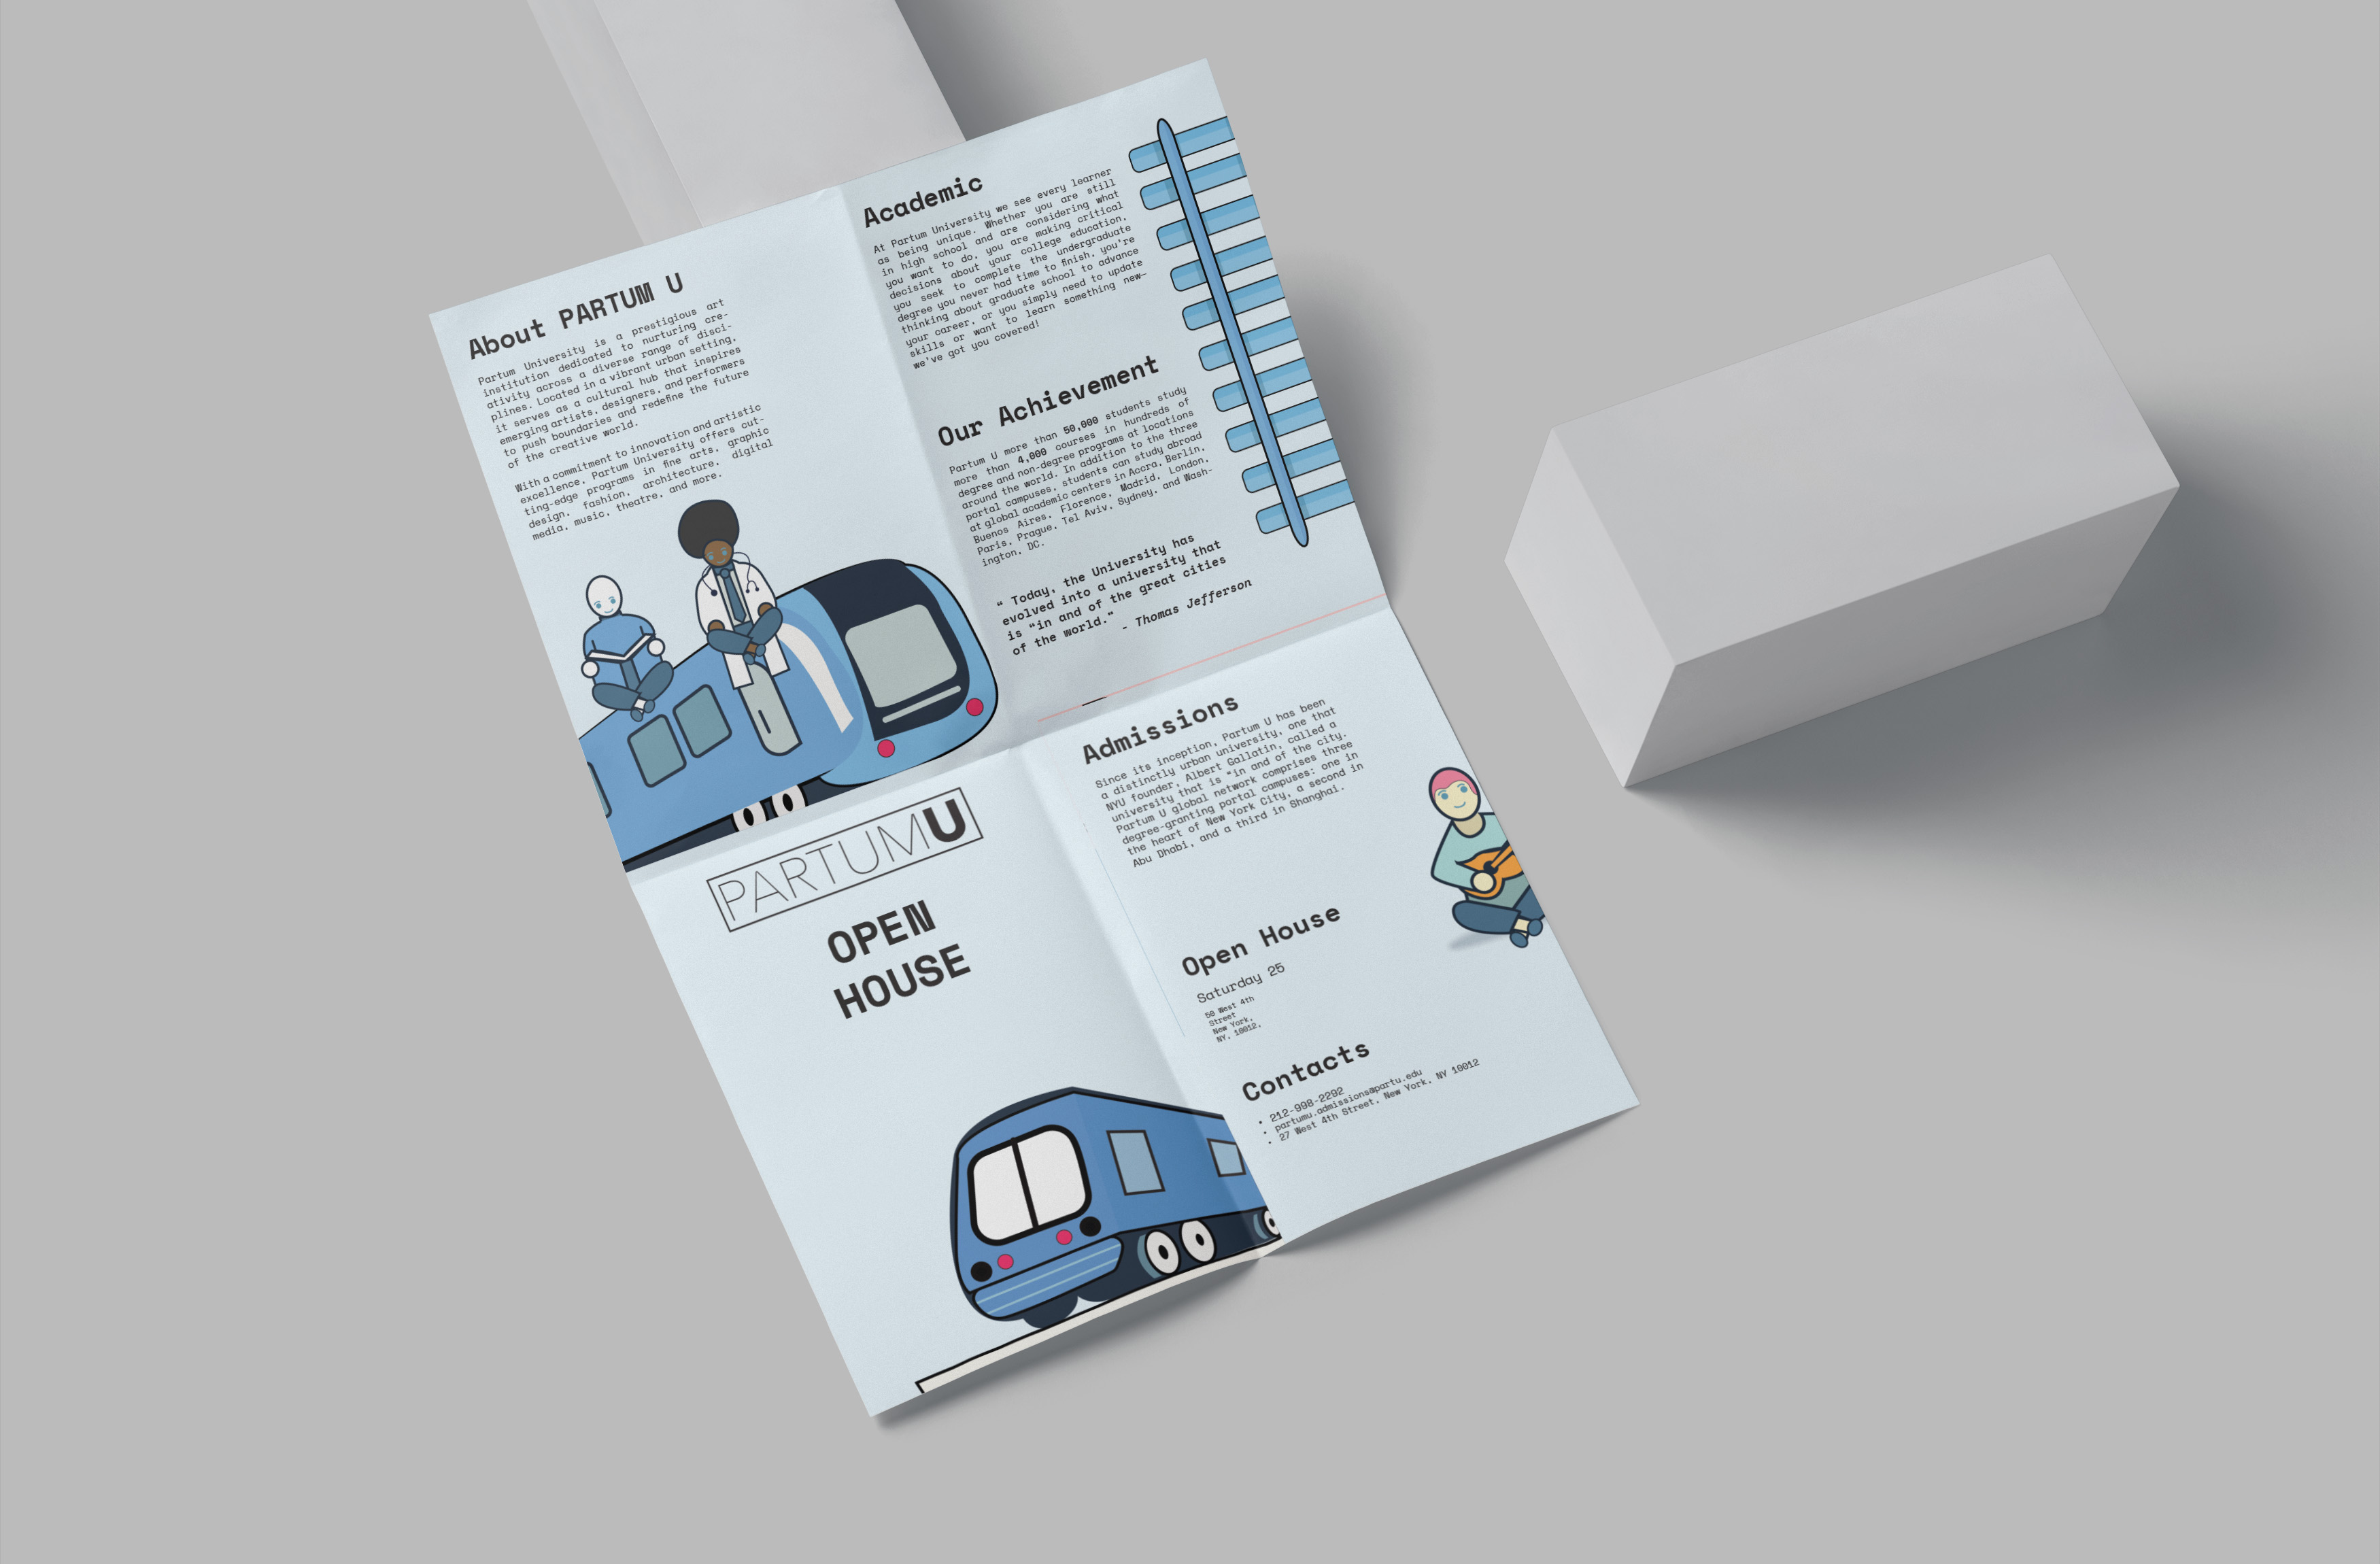 About PARTUM U
Partum University is a prestigious art
institution dedicated to nurturing cre-
ativity across a diverse range of disci-
plines. Located in a vibrant urban setting,
it serves as a cultural hub that inspires
emerging artists, designers, and performers
to push boundaries and redefine the future
of the creative world.
With a commitment to innovation and artistic
excellence, Partum University offers cut-
ting-edge programs in fine arts, graphic
design, fashion, architecture, digital
media, music, theatre, and more.
Academic
At Partum University we see every learner
as being unique. Whether you are still
in high school and are considering what
you want to do, you are making critical
decisions about your college education,
you seek to complete the undergraduate
degree you never had time to finish, you're
thinking about graduate school to advance
your career, or you simply need to update
skills or want to learn something new—
we've got you covered!
Our Achievement
Partum U more than 50,000 students study
more than 4,000 courses in hundreds of
degree and non-degree programs at locations
around the world. In addition to the three
portal campuses, students can study abroad
at global academic centers in Accra, Berlin,
Buenos Aires, Florence, Madrid, London,
Paris, Prague, Tel Aviv, Sydney, and Wash-
ington, DC.
“ Today, the University has
evolved into a university that
is “in and of the great cities
of the world.”
- Thomas Jefferson
PARTUMU
OPEN
HOUSE
Admissions
Since its inception, Partum U has been
a distinctly urban university, one that
NYU founder, Albert Gallatin, called a
university that is “in and of the city.
Partum U global network comprises three
degree-granting portal campuses: one in
the heart of New York City, a second in
Abu Dhabi, and a third in Shanghai.
Open House
Saturday 25
50 West 4th
Street
New York,
NY, 10012,
Contacts
• 212-998-2292
• partumu.admissions@partu.edu
• 27 West 4th Street, New York, NY 10012